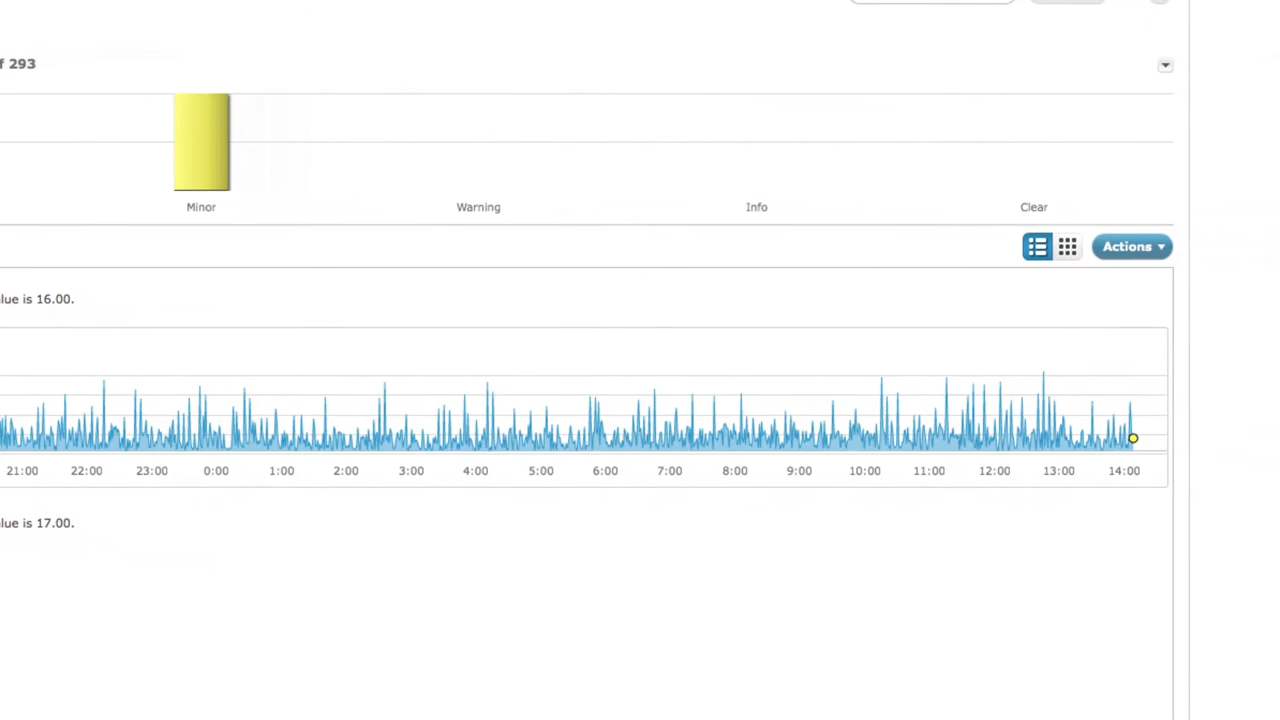 f 293
Minor Warning Info Clear
Actions
lue is 16.00.
21:00 22:00 23:00 0:00 1:00 2:00 3:00 4:00 5:00 6:00 7:00 8:00 9:00 10:00 11:00 12:00 13:00 14:00
lue is 17.00.